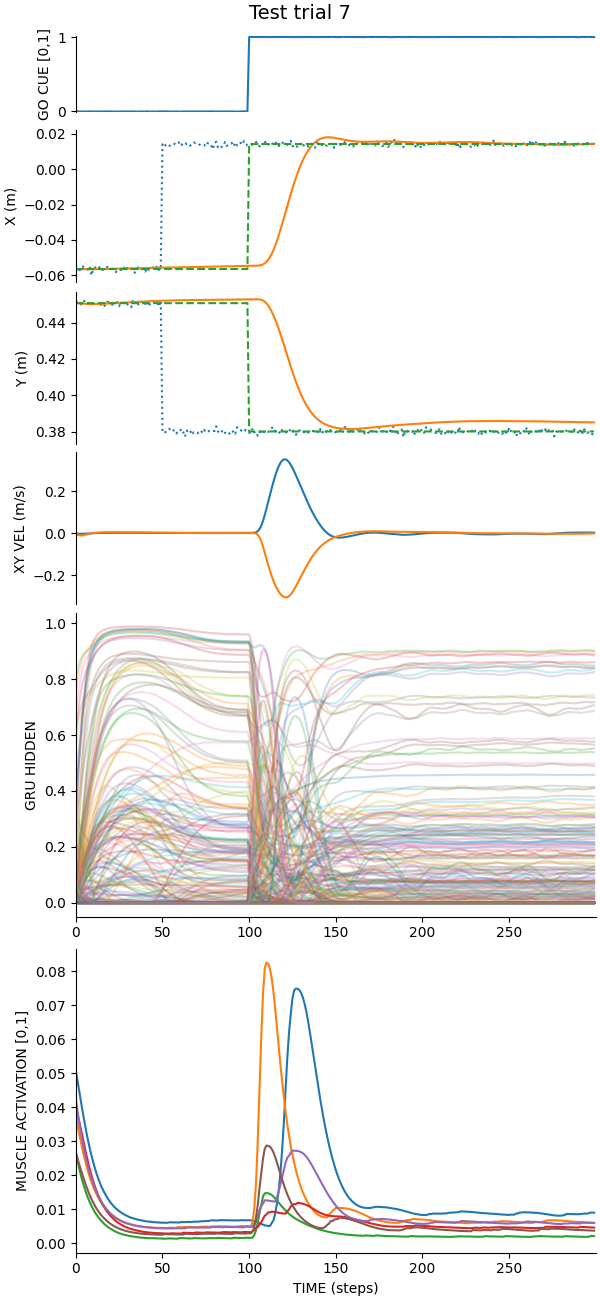 Test trial 7
GO CUE [0,1]
1
0
X (m)
0.02
0.00
−0.02
−0.04
−0.06
Y (m)
0.44
0.42
0.40
0.38
XY VEL (m/s)
0.2
0.0
−0.2
GRU HIDDEN
1.0
0.8
0.6
0.4
0.2
0.0
0 50 100 150 200 250
MUSCLE ACTIVATION [0,1]
0.08
0.07
0.06
0.05
0.04
0.03
0.02
0.01
0.00
0 50 100 150 200 250
TIME (steps)